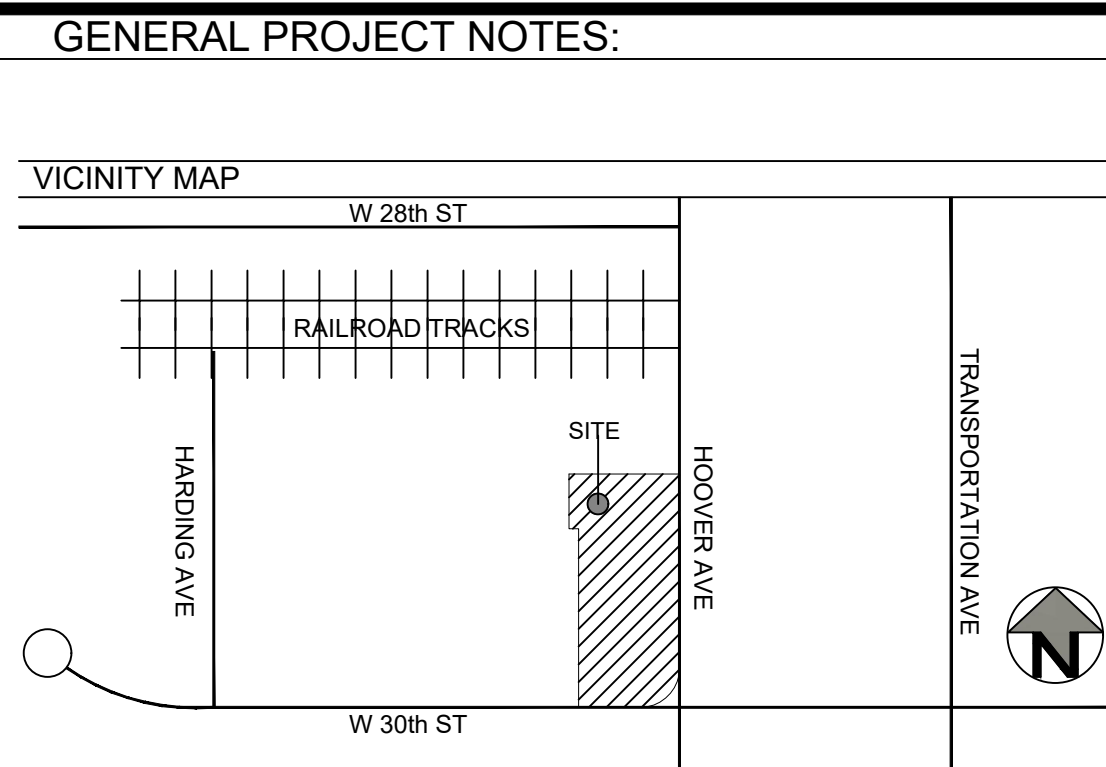 GENERAL PROJECT NOTES:
VICINITY MAP
W 28th ST
RAILROAD TRACKS
SITE
HARDING AVE
HOOVER AVE
TRANSPORTATION AVE
N
W 30th ST